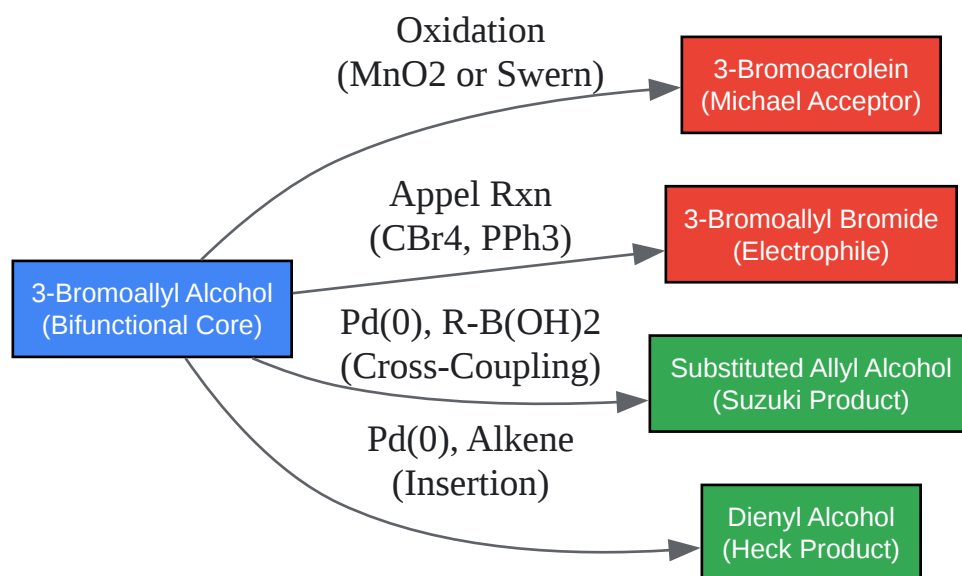 Oxidation
(MnO2 or Swern)
3-Bromoacrolein
(Michael Acceptor)
Appel Rxn
(CBr4, PPh3)
3-Bromoallyl Bromide
(Electrophile)
3-Bromoallyl Alcohol
(Bifunctional Core)
Pd(0), R-B(OH)2
(Cross-Coupling)
Substituted Allyl Alcohol
(Suzuki Product)
Pd(0), Alkene
(Insertion)
Dienyl Alcohol
(Heck Product)